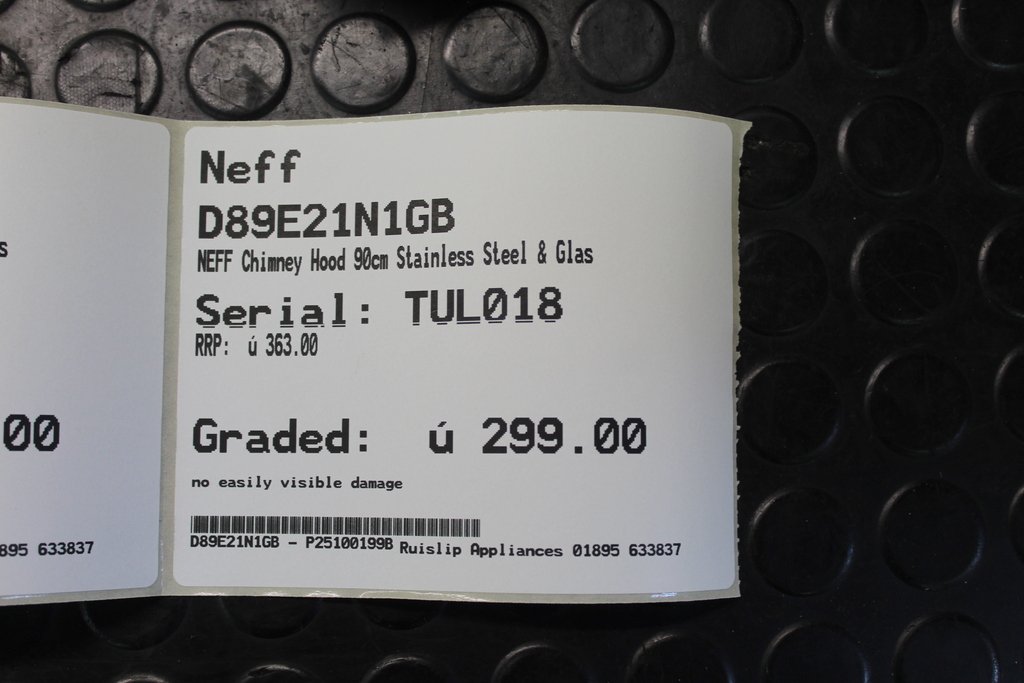 Neff
D89E21N1GB
NEFF Chimney Hood 90cm Stainless Steel & Glas
Serial: TUL018
RRP: ú 363.00
Graded: ú 299.00
no easily visible damage
D89E21N1GB - P25100199B Ruislip Appliances 01895 633837
s
00
895 633837